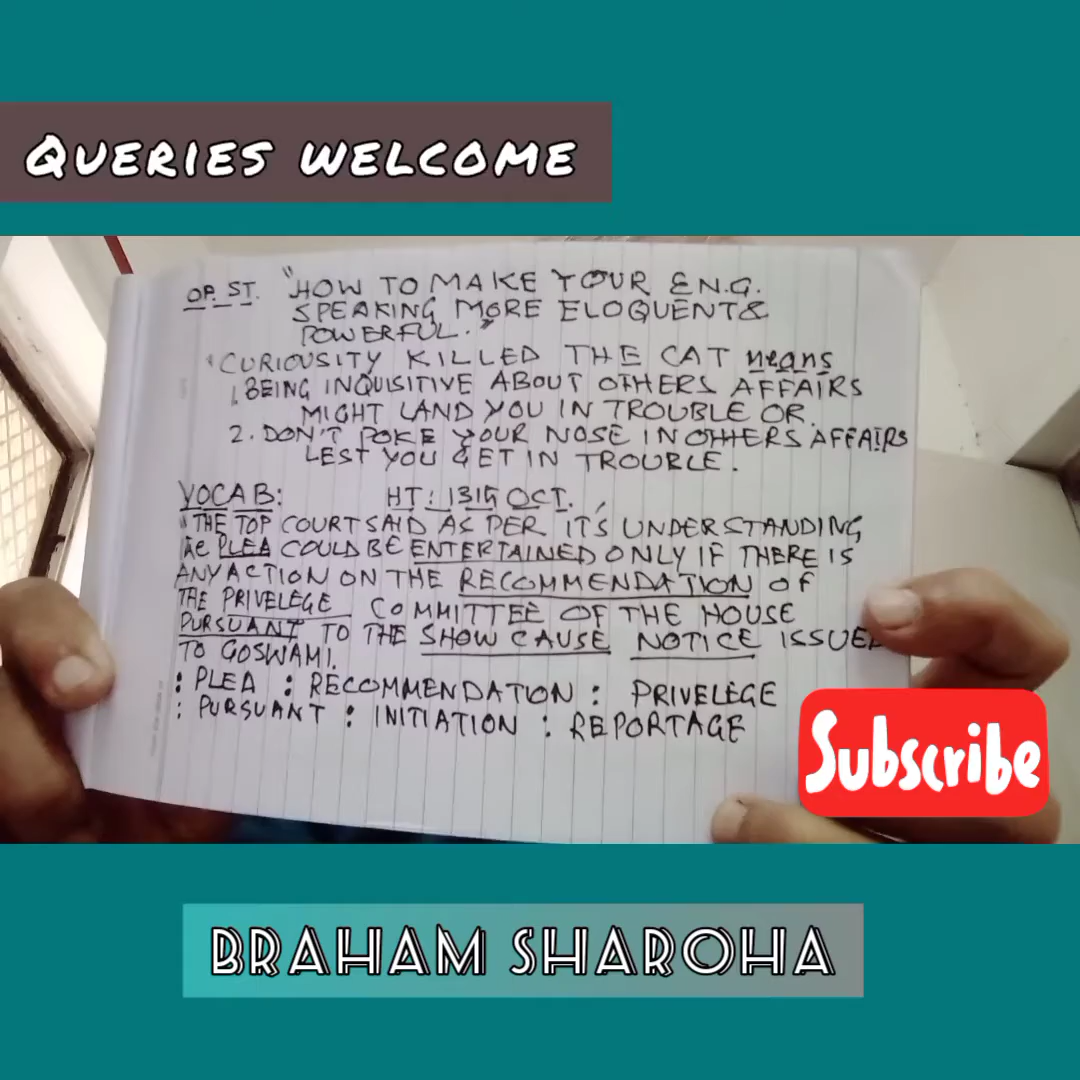 QUERIES WELCOME
OP. ST. "HOW TO MAKE YOUR ENG.
SPEAKING MORE ELOQUENT &
POWERFUL."
"CURIOSITY KILLED THE CAT means
1. BEING INQUISITIVE ABOUT OTHERS AFFAIRS
MIGHT LAND YOU IN TROUBLE OR.
2. DON'T POKE YOUR NOSE IN OTHERS AFFAIRS
LEST YOU GET IN TROUBLE.
VOCAB: HT: 13 OCT.
"THE TOP COURT SAID AS PER IT'S UNDERSTANDING
THE PLEA COULD BE ENTERTAINED ONLY IF THERE IS
ANY ACTION ON THE RECOMMENDATION OF
THE PRIVELEGE COMMITTEE OF THE HOUSE
PURSUANT TO THE SHOW CAUSE NOTICE ISSUED
TO GOSWAMI.
: PLEA : RECOMMENDATION : PRIVELEGE
: PURSUANT : INITIATION : REPORTAGE
Subscribe
BRAHAM SHAROHA